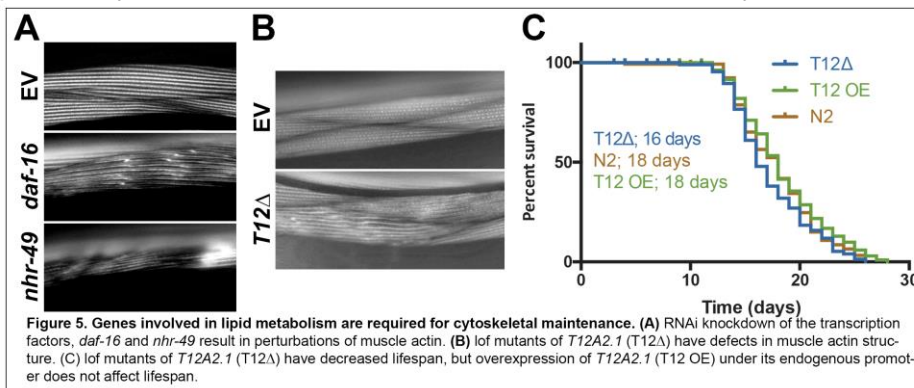 A
B
C
EV
daf-16
nhr-49
EV
T12Δ
Percent survival
100
50
0
0
10
20
30
Time (days)
T12Δ
T12 OE
N2
T12Δ; 16 days
N2; 18 days
T12 OE; 18 days
Figure 5. Genes involved in lipid metabolism are required for cytoskeletal maintenance. (A) RNAi knockdown of the transcription
factors, daf-16 and nhr-49 result in perturbations of muscle actin. (B) lof mutants of T12A2.1 (T12Δ) have defects in muscle actin struc-
ture. (C) lof mutants of T12A2.1 (T12Δ) have decreased lifespan, but overexpression of T12A2.1 (T12 OE) under its endogenous promot-
er does not affect lifespan.